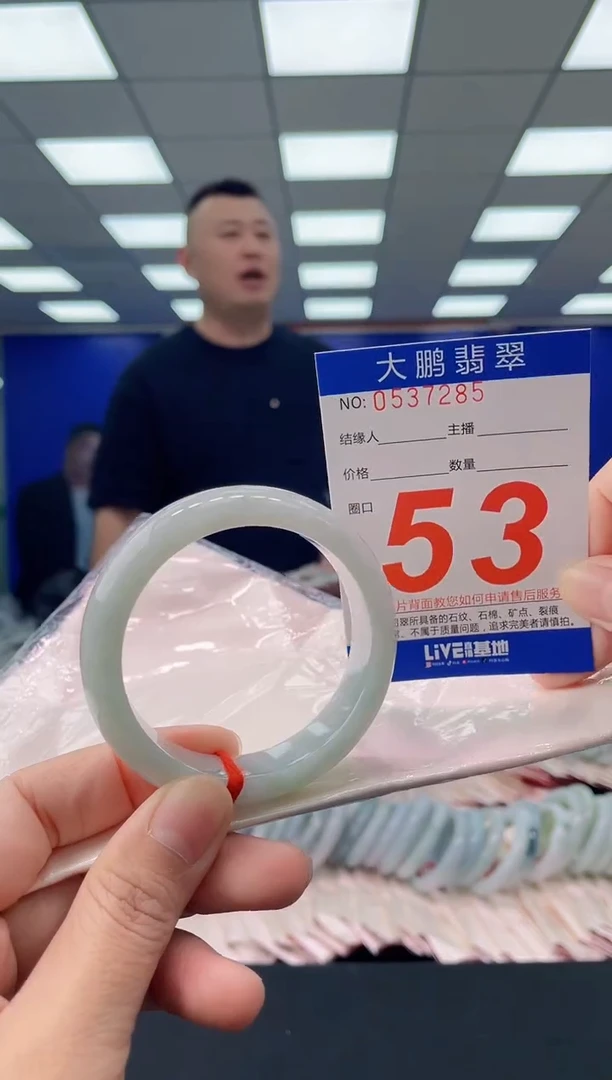 大鹏翡翠
NO: 0537285
结缘人 主播
价格 数量
圈口
53
片背面教您如何申请售后服务
翠所具备的石纹、石棉、矿点、裂痕
不属于质量问题，追求完美者请慎拍。
LiVE 基地